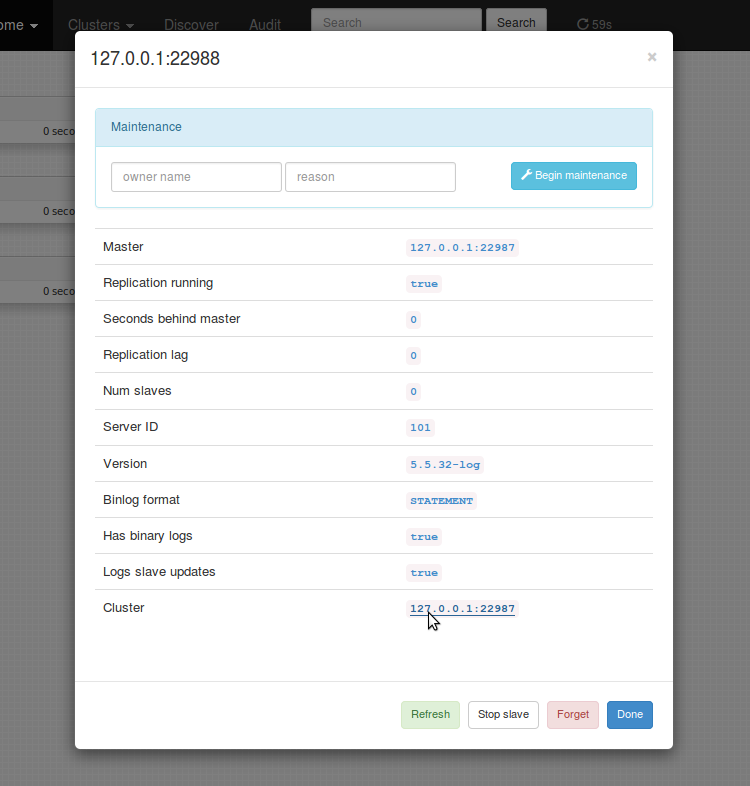 ome Clusters Discover Audit Search Search 59s
127.0.0.1:22988 ×
0 seco
0 seco
0 seco
Maintenance
owner name reason Begin maintenance
Master 127.0.0.1:22987
Replication running true
Seconds behind master 0
Replication lag 0
Num slaves 0
Server ID 101
Version 5.5.32-log
Binlog format STATEMENT
Has binary logs true
Logs slave updates true
Cluster 127.0.0.1:22987
Refresh Stop slave Forget Done